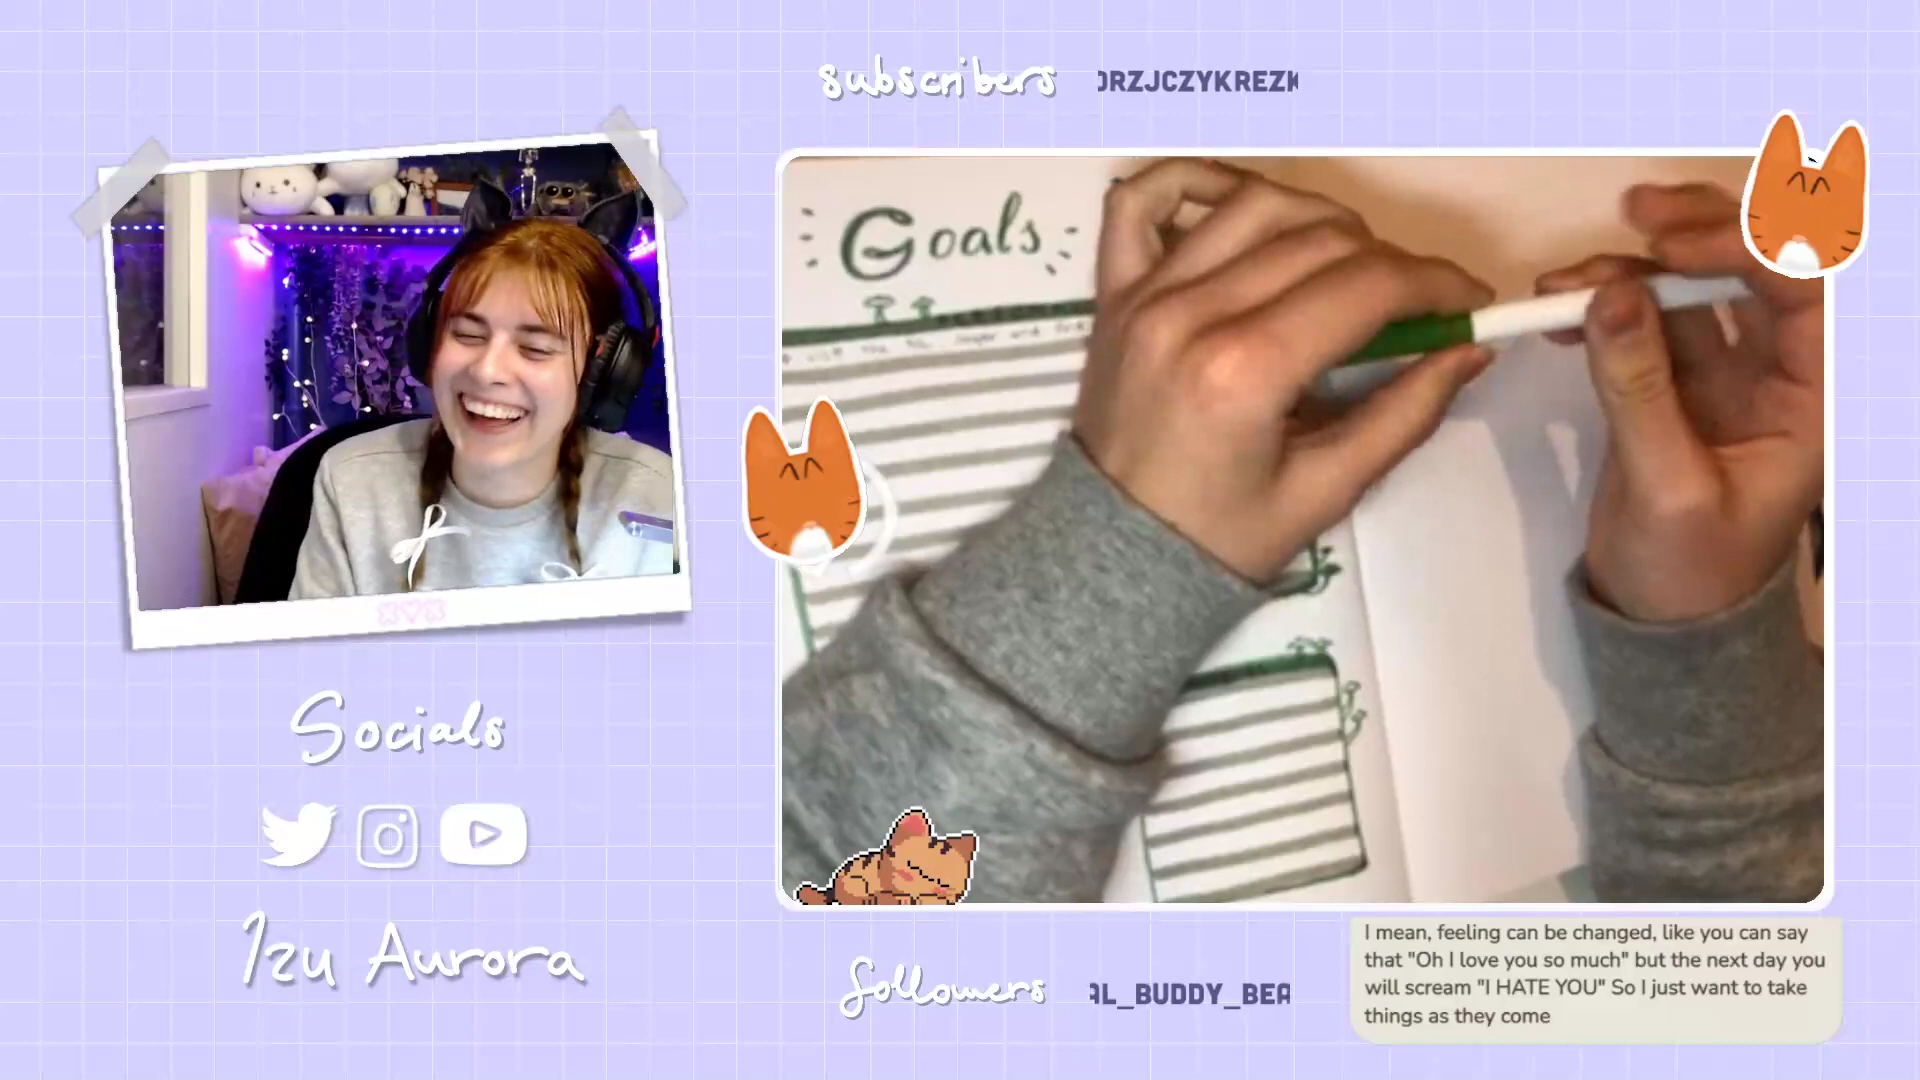 subscribers
ORZJCZYKREZK
Goals
Socials
Izu Aurora
followers
AL_BUDDY_BEA
I mean, feeling can be changed, like you can say
that "Oh I love you so much" but the next day you
will scream "I HATE YOU" So I just want to take
things as they come